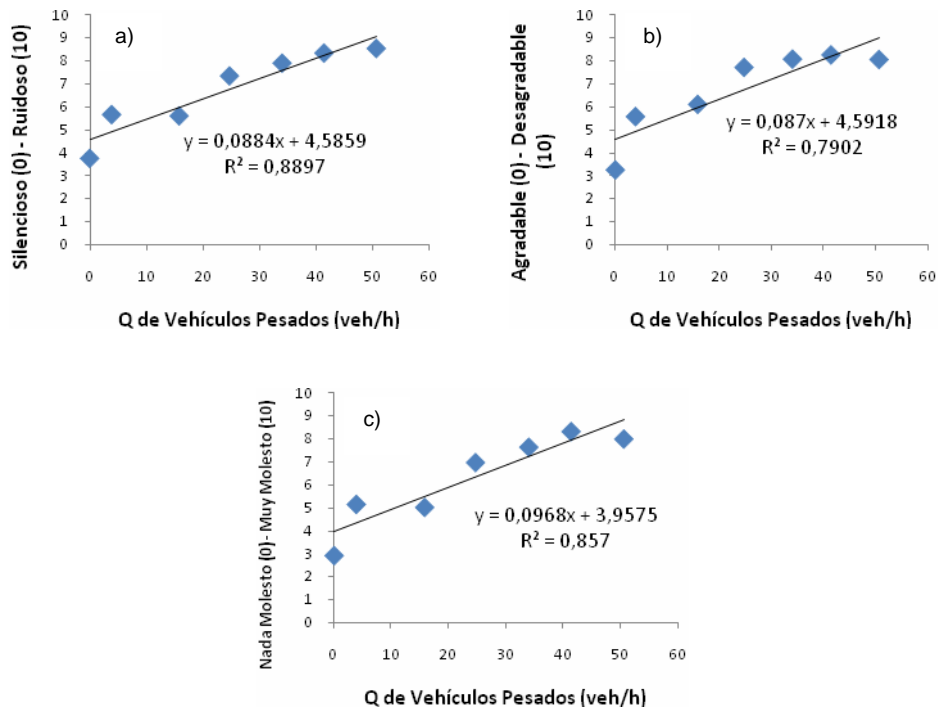 a)
Silencioso (0) - Ruidoso (10)
10
9
8
7
6
5
4
3
2
1
0
y = 0,0884x + 4,5859
R² = 0,8897
0 10 20 30 40 50 60
Q de Vehículos Pesados (veh/h)
b)
Agradable (0) - Desagradable
(10)
10
9
8
7
6
5
4
3
2
1
0
y = 0,087x + 4,5918
R² = 0,7902
0 10 20 30 40 50 60
Q de Vehículos Pesados (veh/h)
c)
Nada Molesto (0)- Muy Molesto (10)
10
9
8
7
6
5
4
3
2
1
0
y = 0,0968x + 3,9575
R² = 0,857
0 10 20 30 40 50 60
Q de Vehículos Pesados (veh/h)